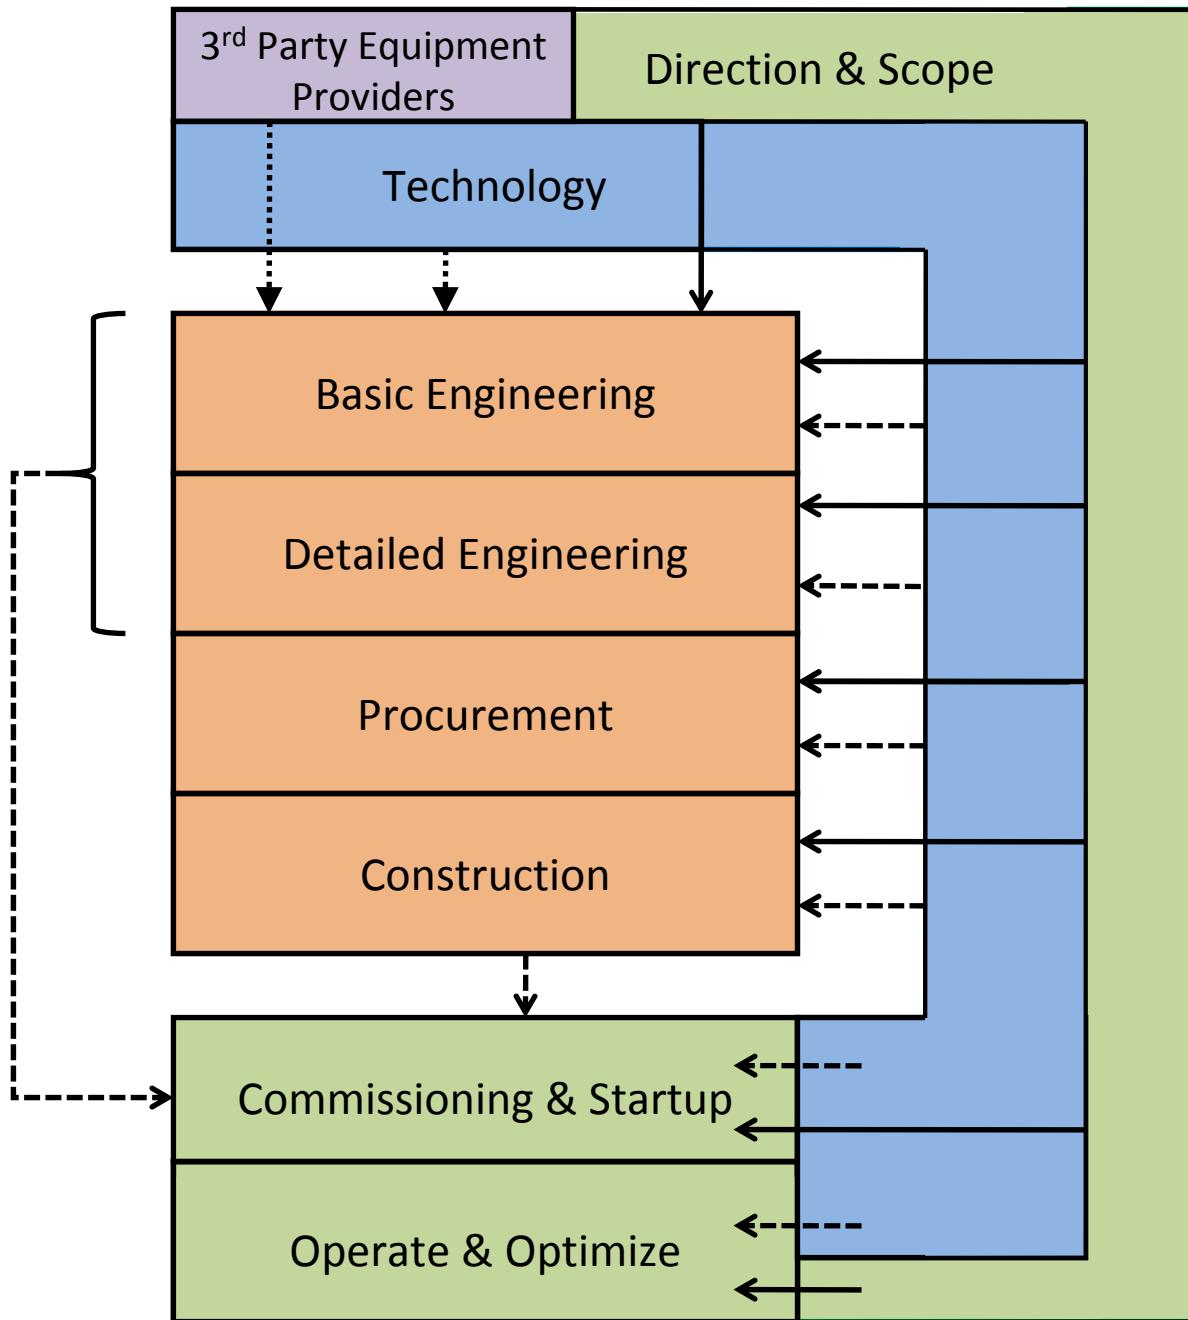 3rd Party Equipment
Providers
Direction & Scope
Technology
Basic Engineering
Detailed Engineering
Procurement
Construction
Commissioning & Startup
Operate & Optimize